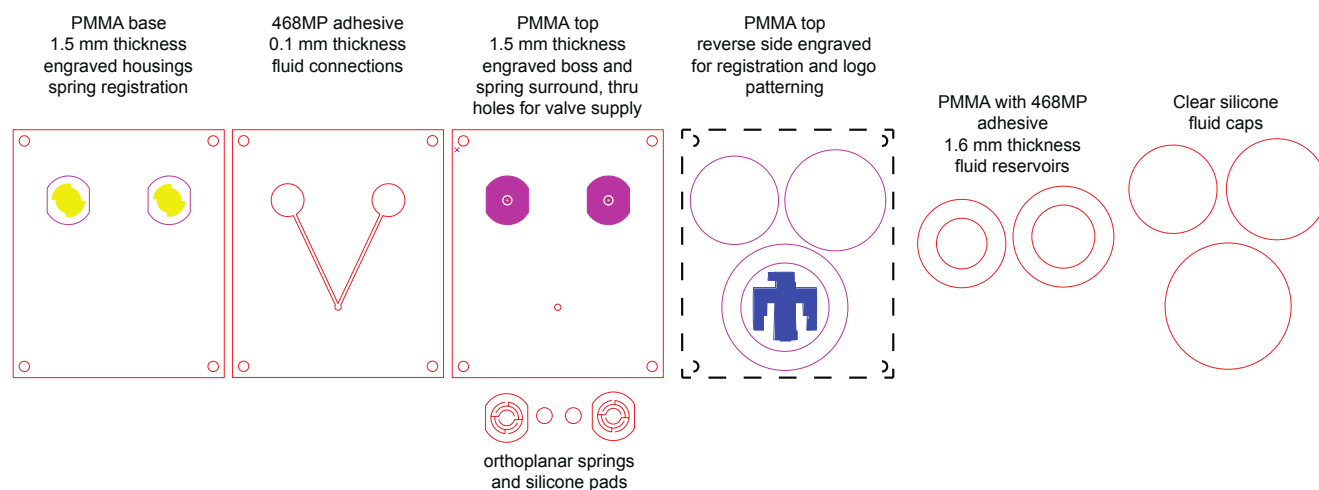 PMMA base
1.5 mm thickness
engraved housings
spring registration
468MP adhesive
0.1 mm thickness
fluid connections
PMMA top
1.5 mm thickness
engraved boss and
spring surround, thru
holes for valve supply
PMMA top
reverse side engraved
for registration and logo
patterning
PMMA with 468MP
adhesive
1.6 mm thickness
fluid reservoirs
Clear silicone
fluid caps
orthoplanar springs
and silicone pads